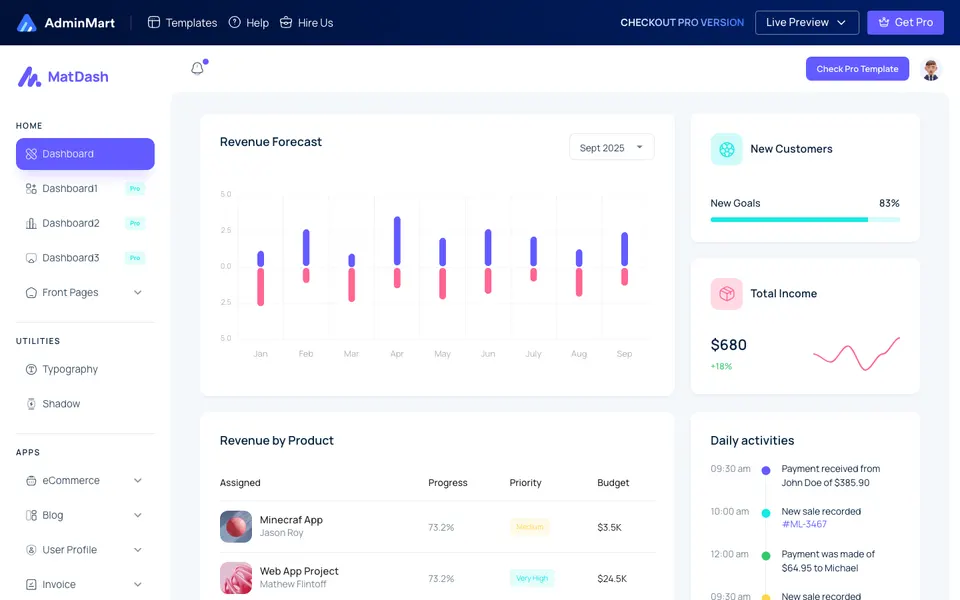 AdminMart
Templates
Help
Hire Us
CHECKOUT PRO VERSION
Live Preview
Get Pro
MatDash
Check Pro Template
HOME
Dashboard
Dashboard1
Pro
Dashboard2
Pro
Dashboard3
Pro
Front Pages
UTILITIES
Typography
Shadow
APPS
eCommerce
Blog
User Profile
Invoice
Revenue Forecast
Sept 2025
5.0
2.5
0.0
2.5
5.0
Jan Feb Mar Apr May Jun July Aug Sep
New Customers
New Goals 83%
Total Income
$680
+18%
Revenue by Product
Assigned Progress Priority Budget
Minecraf App
Jason Roy
73.2%
Medium
$3.5K
Web App Project
Mathew Flintoff
73.2%
Very High
$24.5K
Daily activities
09:30 am
Payment received from
John Doe of $385.90
10:00 am
New sale recorded
#ML-3467
12:00 am
Payment was made of
$64.95 to Michael
09:30 am
New sale recorded